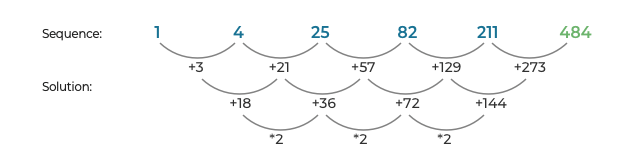 Sequence: 1 4 25 82 211 484
+3 +21 +57 +129 +273
Solution:
+18 +36 +72 +144
*2 *2 *2